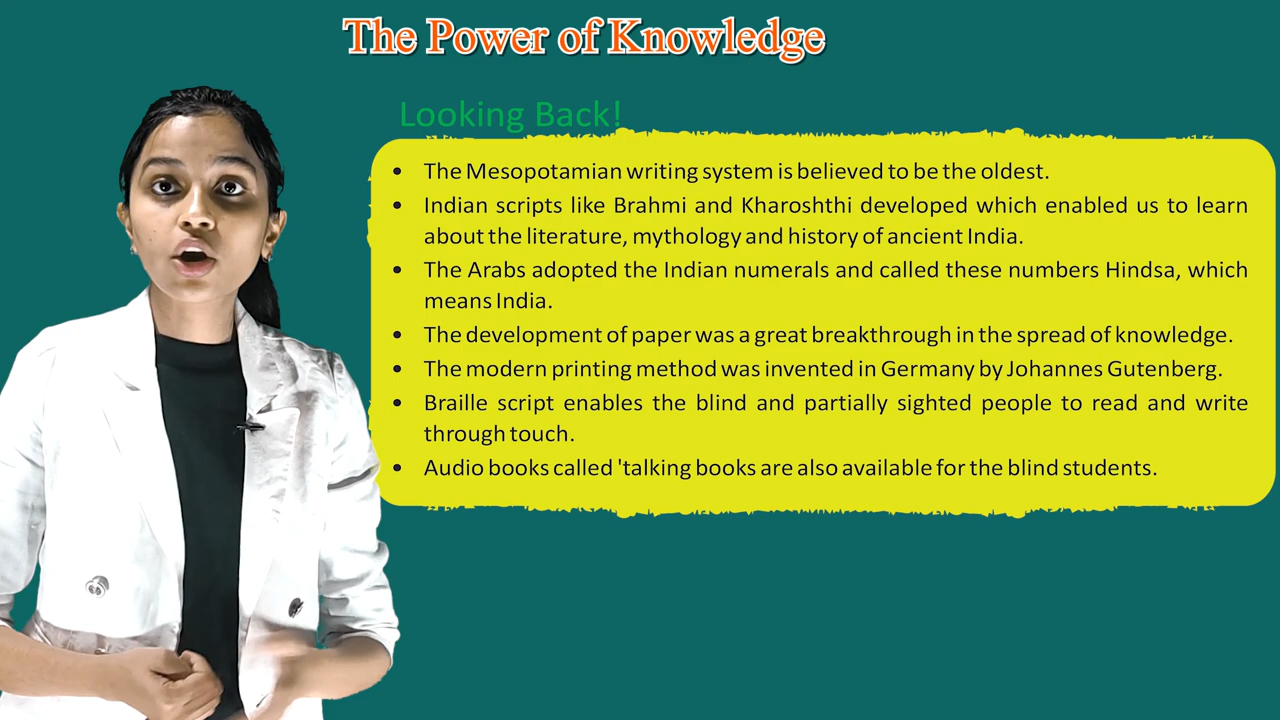 The Power of Knowledge
Looking Back!
• The Mesopotamian writing system is believed to be the oldest.
• Indian scripts like Brahmi and Kharoshthi developed which enabled us to learn
about the literature, mythology and history of ancient India.
• The Arabs adopted the Indian numerals and called these numbers Hindsa, which
means India.
• The development of paper was a great breakthrough in the spread of knowledge.
• The modern printing method was invented in Germany by Johannes Gutenberg.
• Braille script enables the blind and partially sighted people to read and write
through touch.
• Audio books called 'talking books are also available for the blind students.